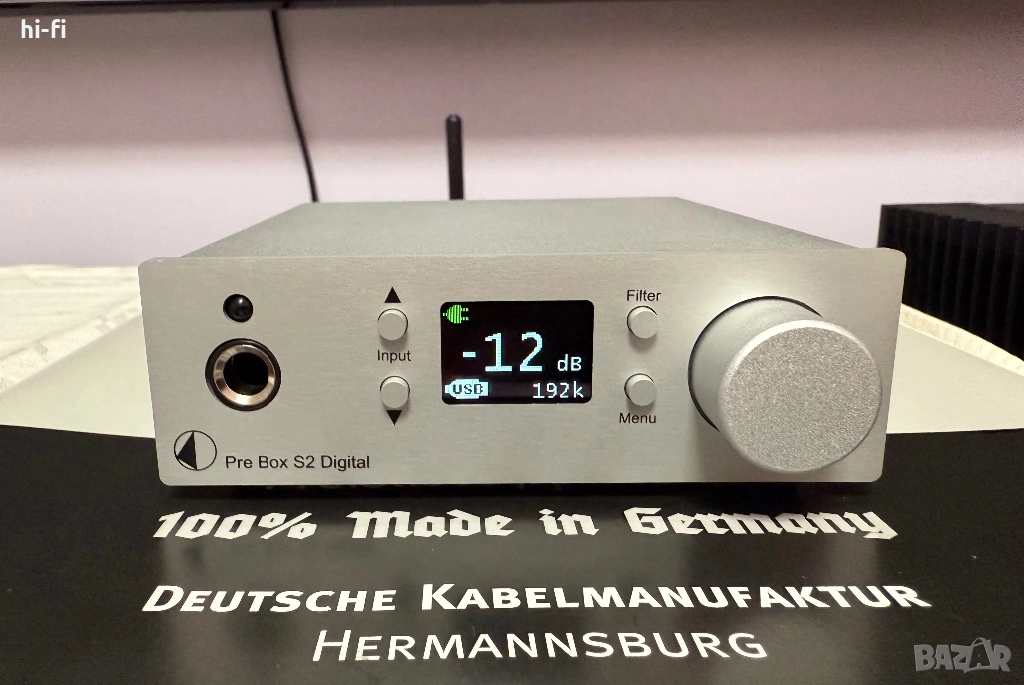 hi-fi
-12 dB
USB 192k
Input
Filter
Menu
Pre Box S2 Digital
100% Made in Germany
DEUTSCHE KABELMANUFAKTUR
HERMANNSBURG
BAZAR